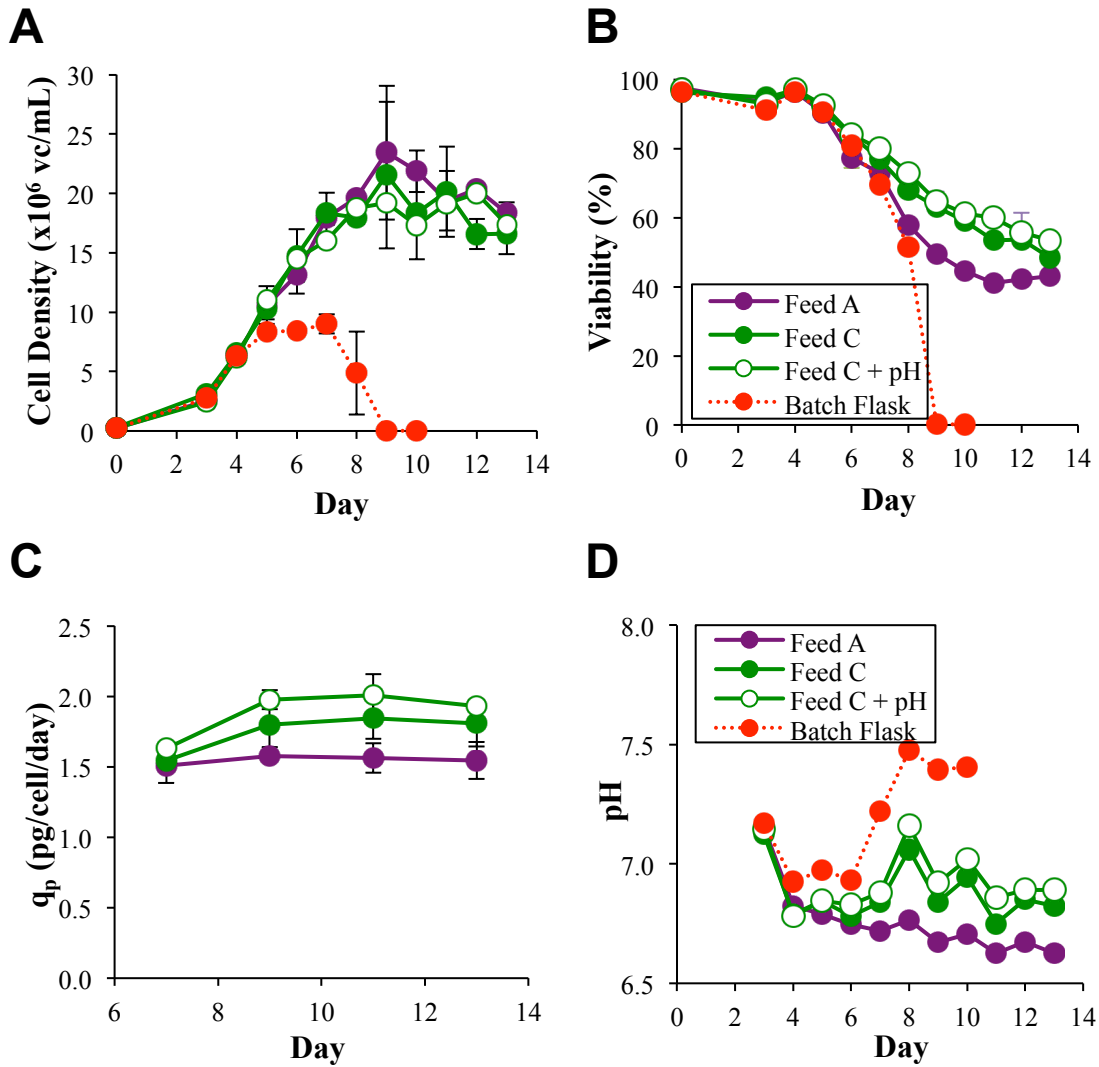 A
Cell Density (x10⁶ vc/mL)
30
25
20
15
10
5
0
0 2 4 6 8 10 12 14
Day
B
Viability (%)
100
80
60
40
20
0
Feed A
Feed C
Feed C + pH
Batch Flask
0 2 4 6 8 10 12 14
Day
C
qₚ (pg/cell/day)
2.5
2.0
1.5
1.0
0.5
0.0
6 8 10 12 14
Day
D
pH
8.0
7.5
7.0
6.5
Feed A
Feed C
Feed C + pH
Batch Flask
0 2 4 6 8 10 12 14
Day